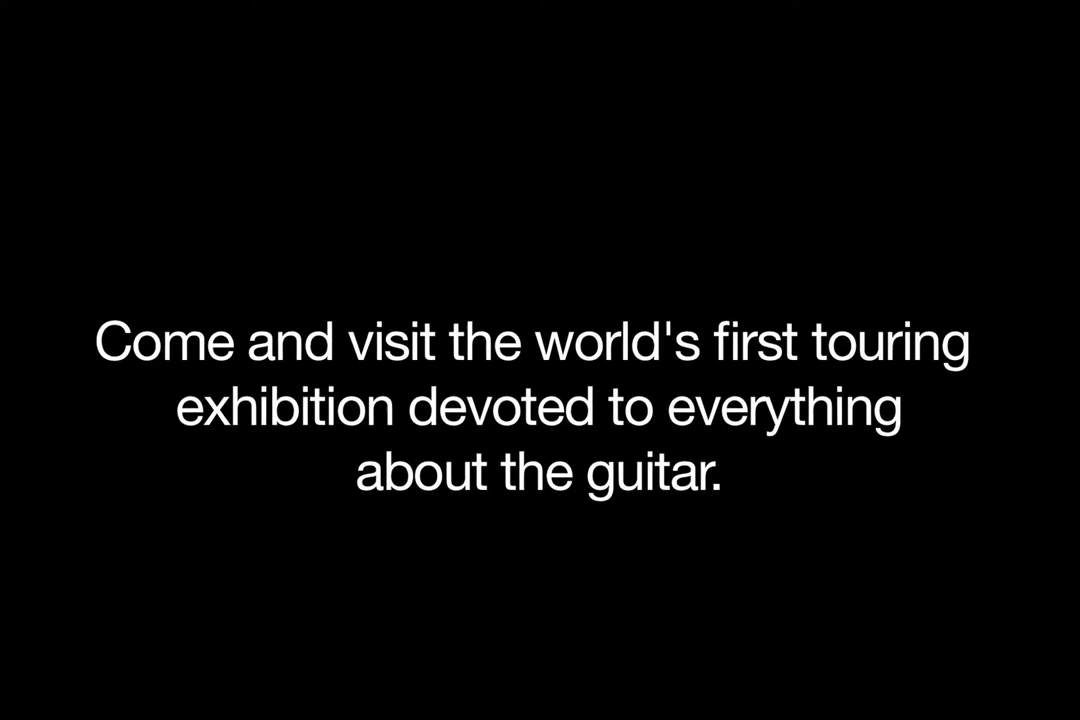 Come and visit the world's first touring
exhibition devoted to everything
about the guitar.